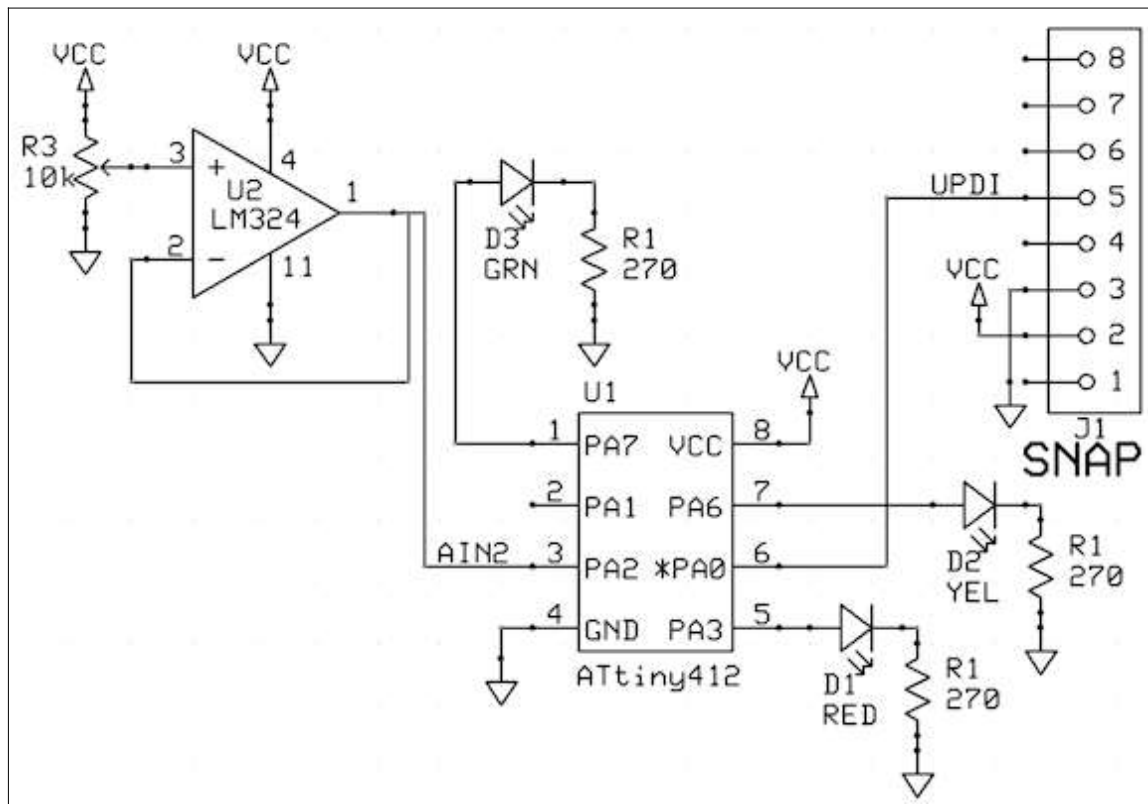 VCC
VCC
R3
10k
3
+
4
U2
LM324
1
2
-
11
D3
GRN
R1
270
8
7
6
UPDI
5
4
VCC
3
2
1
J1
SNAP
U1
VCC
1
PA7
VCC
8
2
PA1
PA6
7
AIN2
3
PA2
*PA0
6
4
GND
PA3
5
ATtiny412
D2
YEL
R1
270
D1
RED
R1
270